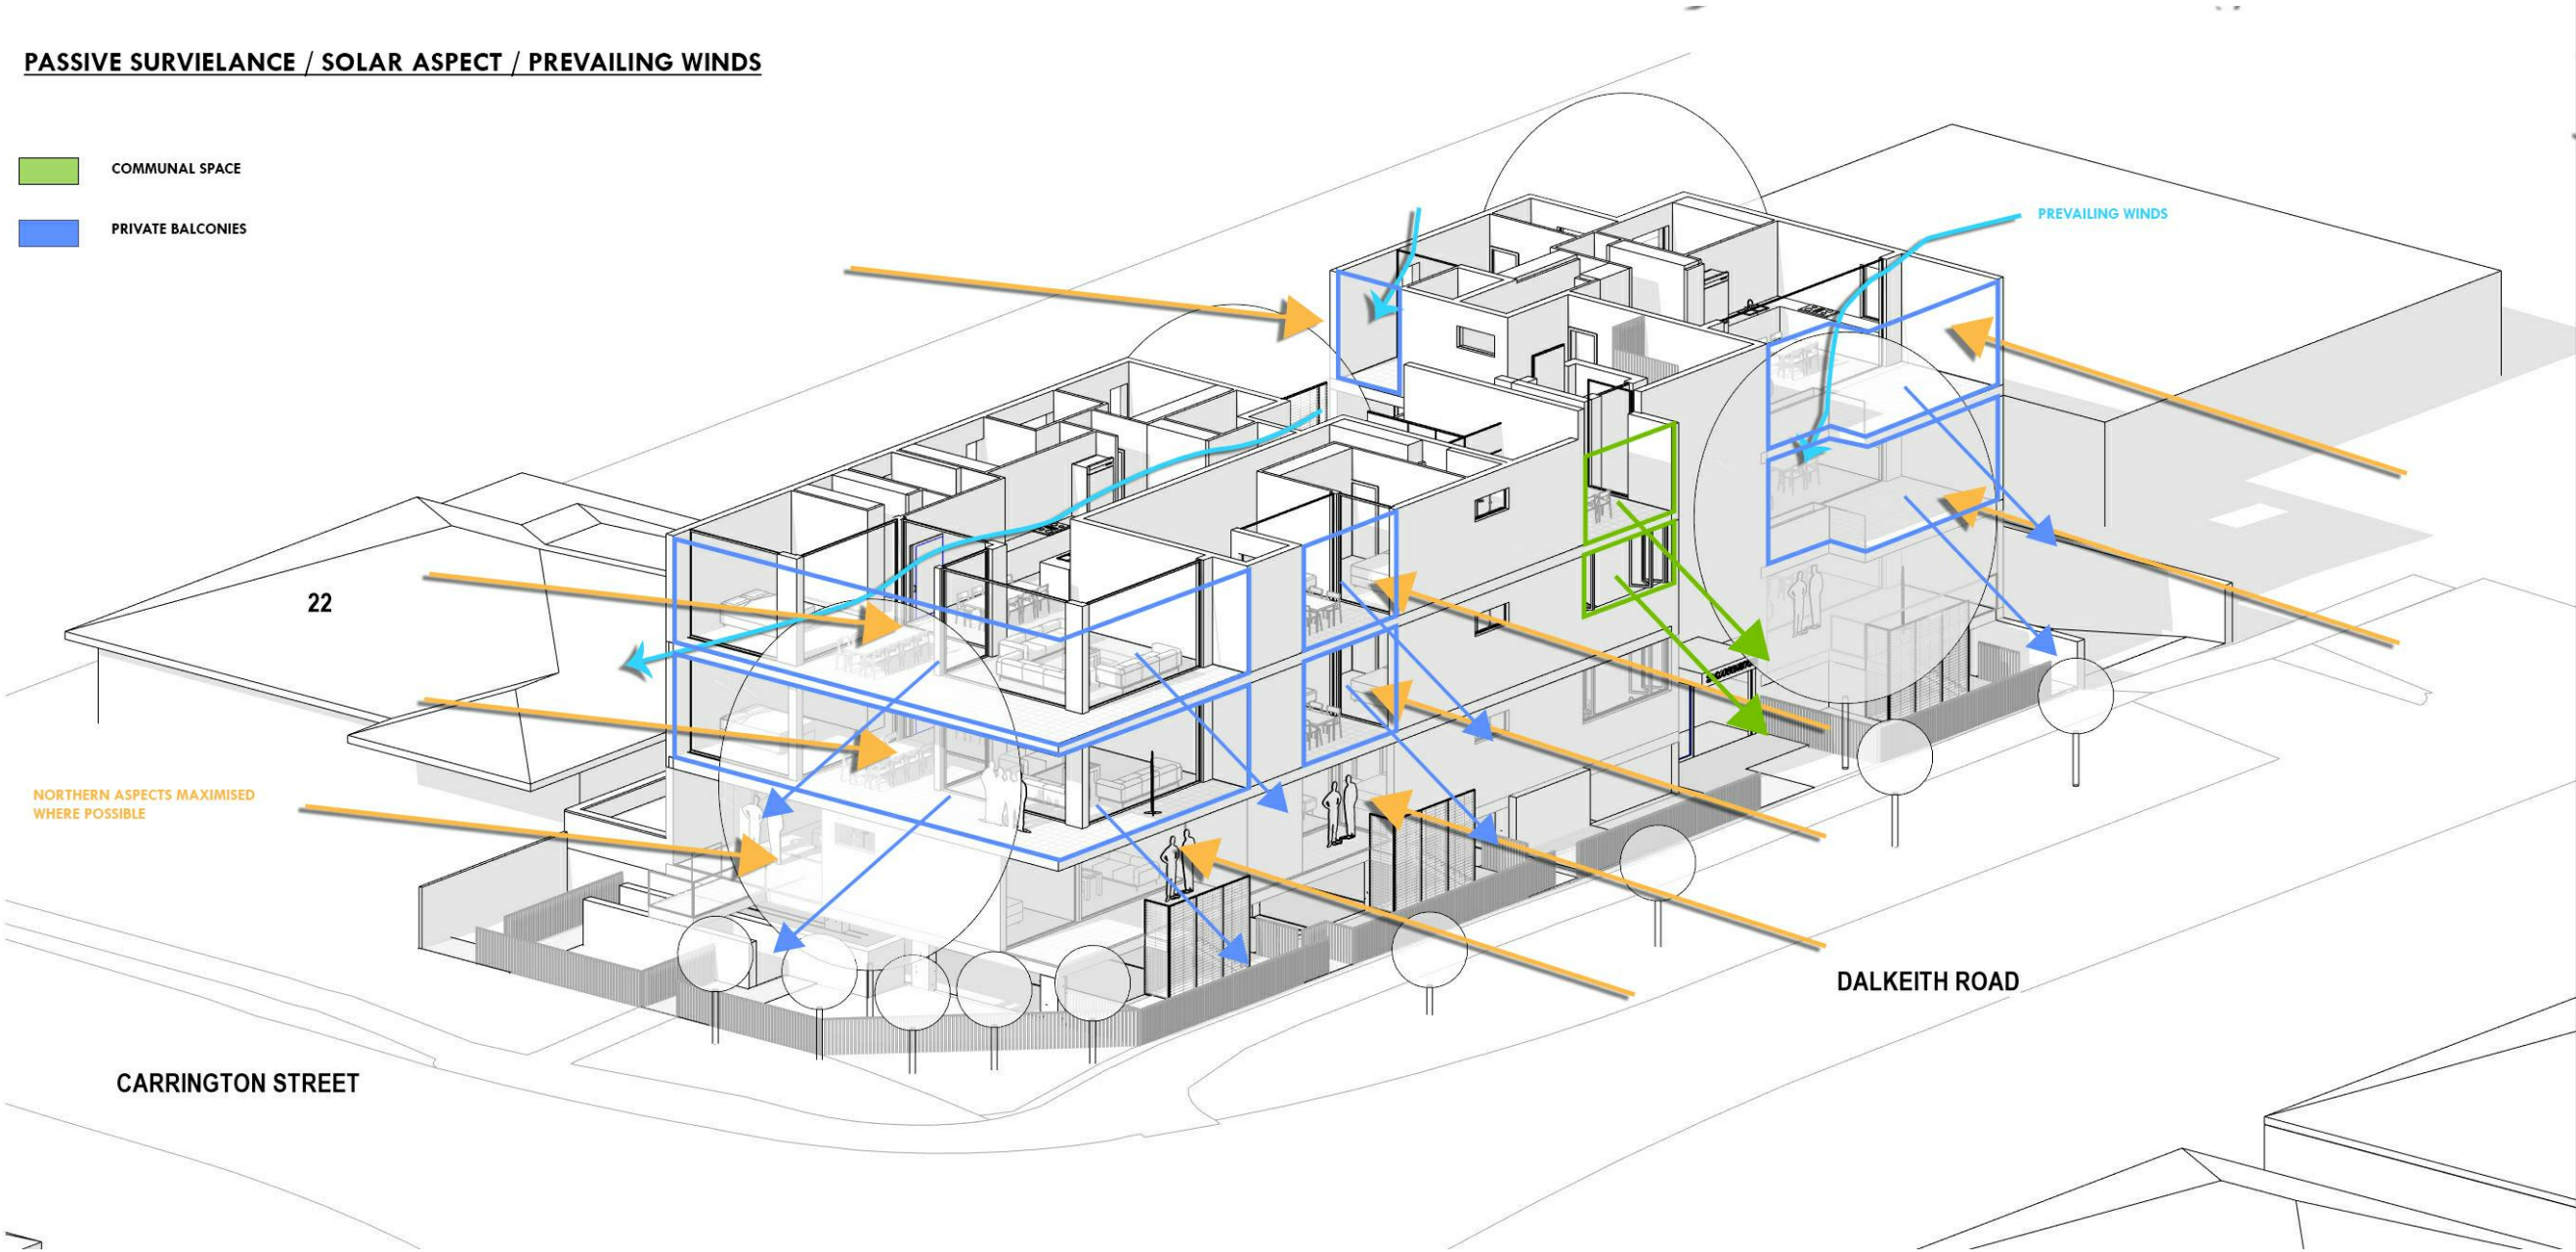 PASSIVE SURVIELANCE / SOLAR ASPECT / PREVAILING WINDS
COMMUNAL SPACE
PRIVATE BALCONIES
PREVAILING WINDS
22
NORTHERN ASPECTS MAXIMISED
WHERE POSSIBLE
DALKEITH ROAD
CARRINGTON STREET